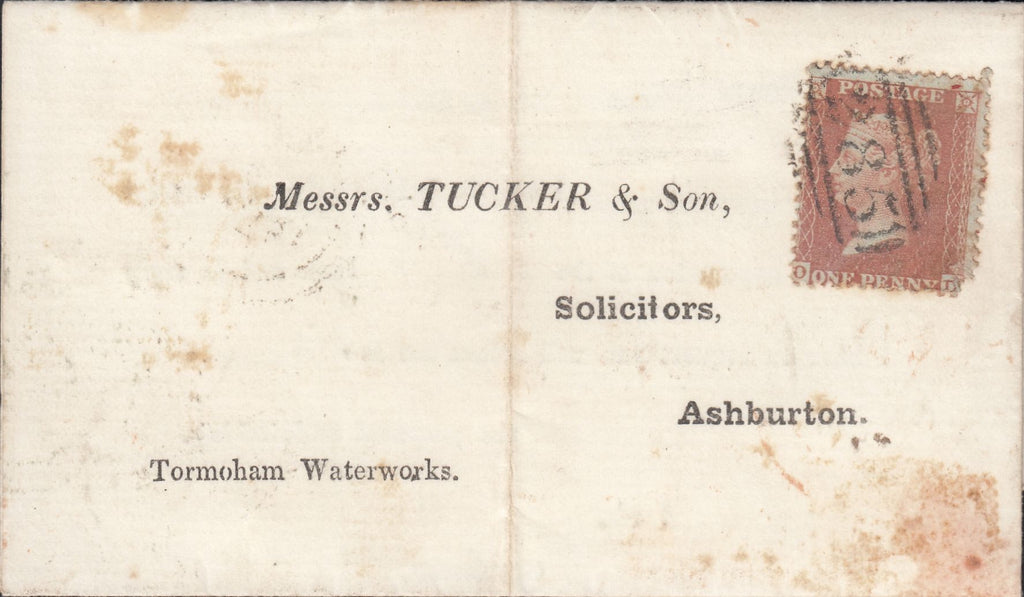 POSTAGE
ONE PENNY
Messrs. TUCKER & Son,
Solicitors,
Ashburton.
Tormoham Waterworks.